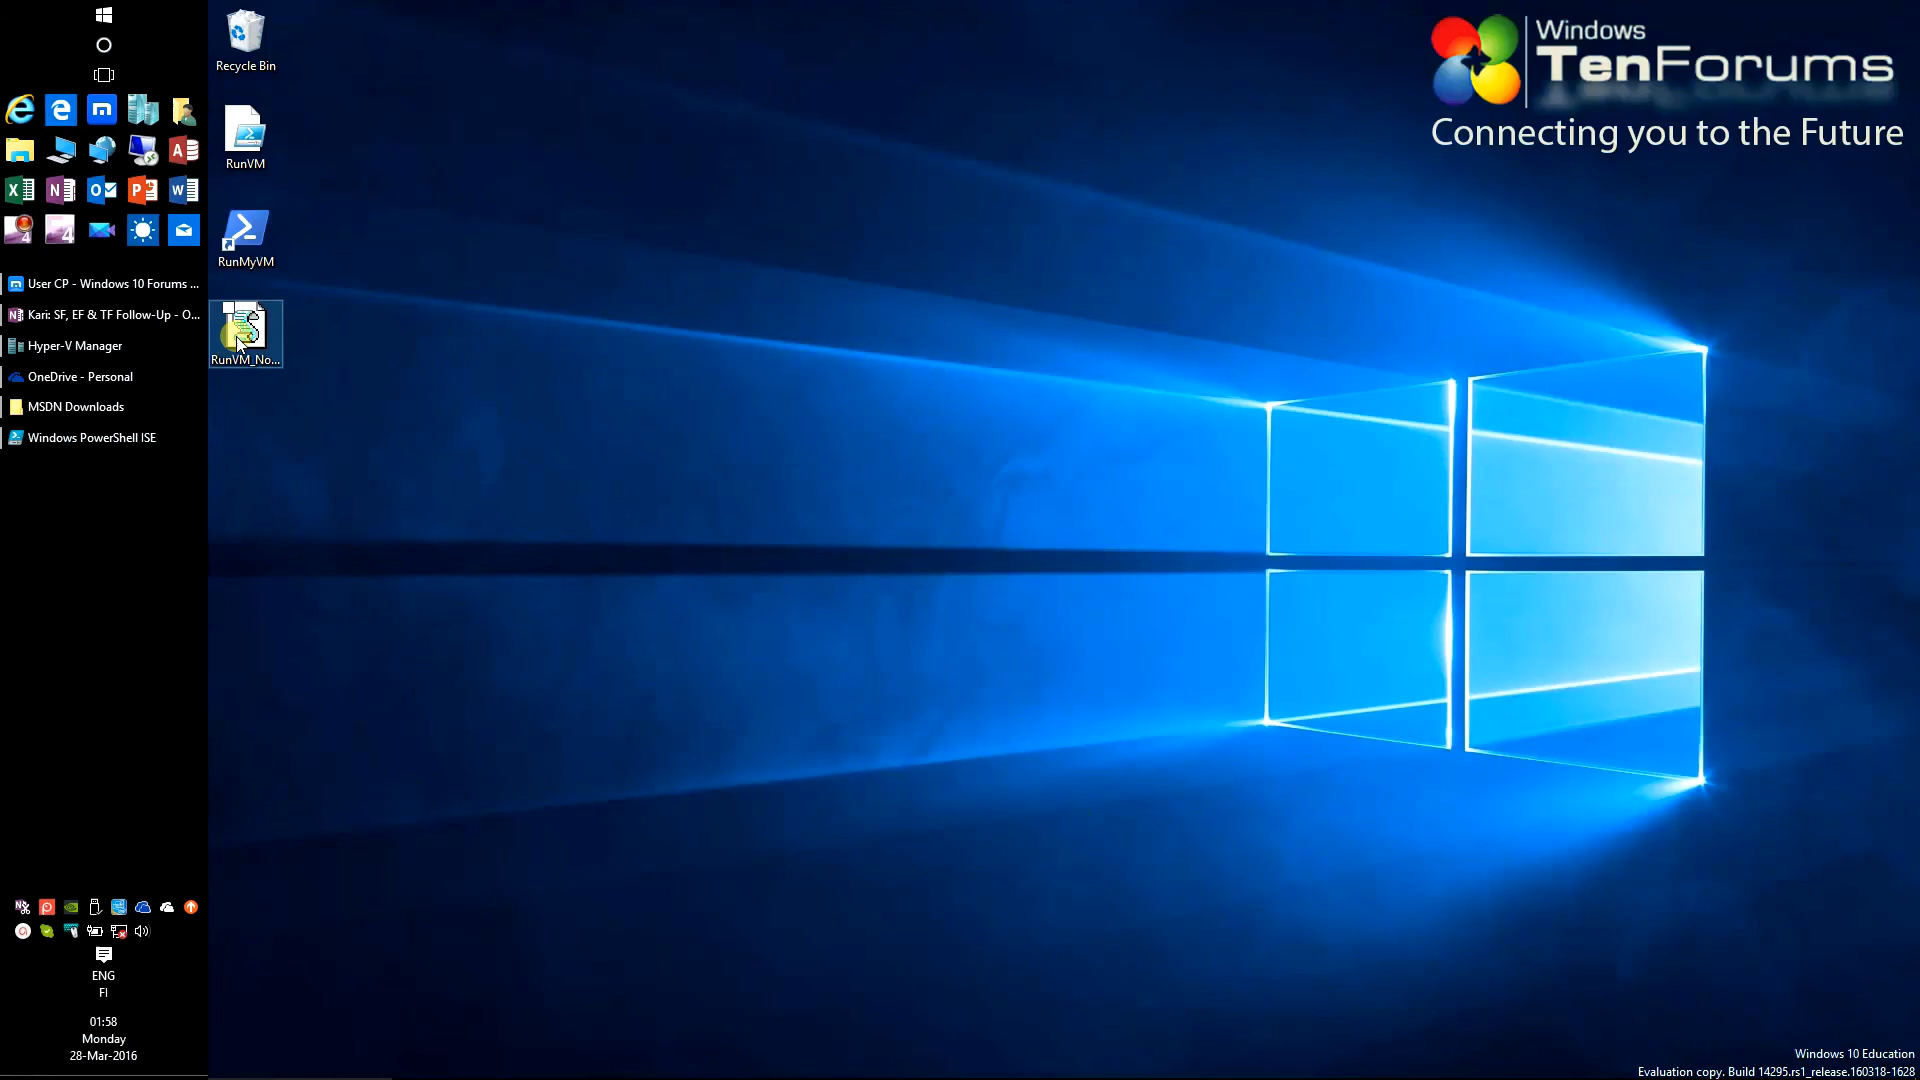 Recycle Bin
RunVM
RunMyVM
RunVM_No...
User CP - Windows 10 Forums ...
Kari: SF, EF & TF Follow-Up - O...
Hyper-V Manager
OneDrive - Personal
MSDN Downloads
Windows PowerShell ISE
ENG
FI
01:58
Monday
28-Mar-2016
Windows
TenForums
Connecting you to the Future
Windows 10 Education
Evaluation copy. Build 14295.rs1_release.160318-1628